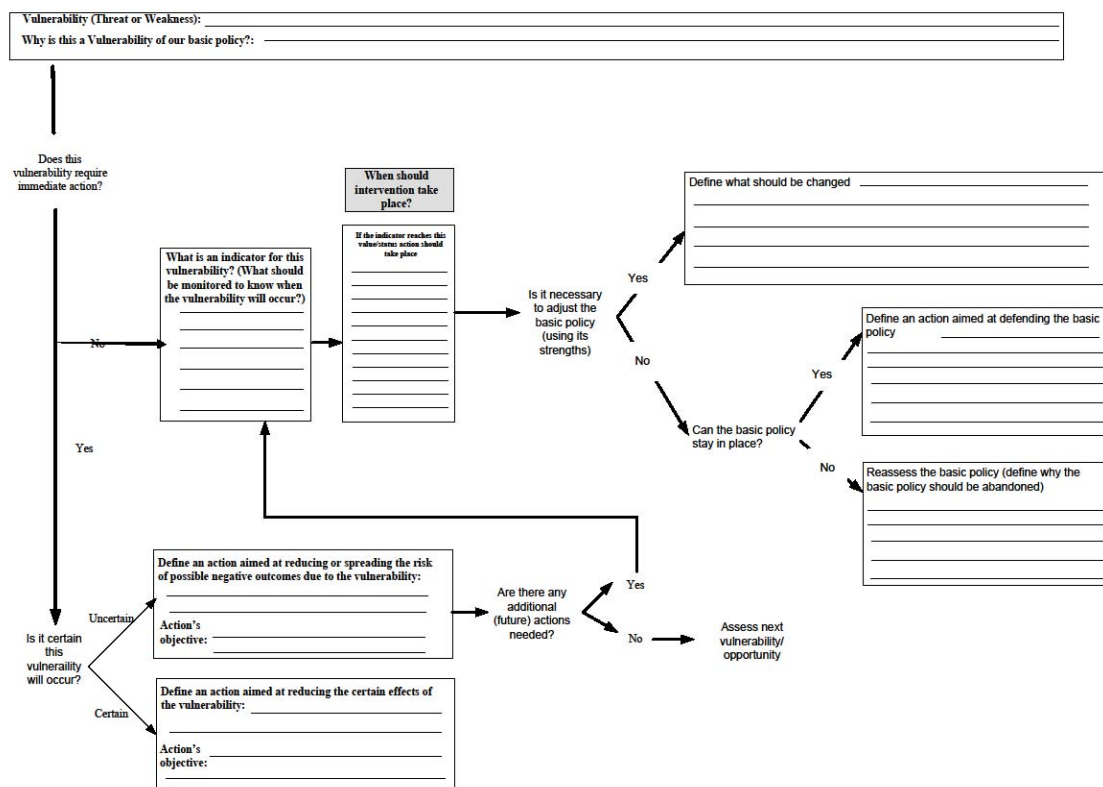 Vulnerability (Threat or Weakness):
Why is this a Vulnerability of our basic policy?:
Does this
vulnerability require
immediate action?
When should
intervention take
place?
If the indicator reaches this
value/status action should
take place
What is an indicator for this
vulnerability? (What should
be monitored to know when
the vulnerability will occur?)
No
Yes
Is it necessary
to adjust the
basic policy
(using its
strengths)
Yes
No
Define what should be changed
Can the basic policy
stay in place?
Yes
No
Define an action aimed at defending the basic
policy
Reassess the basic policy (define why the
basic policy should be abandoned)
Is it certain
this
vulneraility
will occur?
Uncertain
Certain
Define an action aimed at reducing or spreading the risk
of possible negative outcomes due to the vulnerability:
Action's
objective:
Define an action aimed at reducing the certain effects of
the vulnerability:
Action's
objective:
Are there any
additional
(future) actions
needed?
Yes
No
Assess next
vulnerability/
opportunity